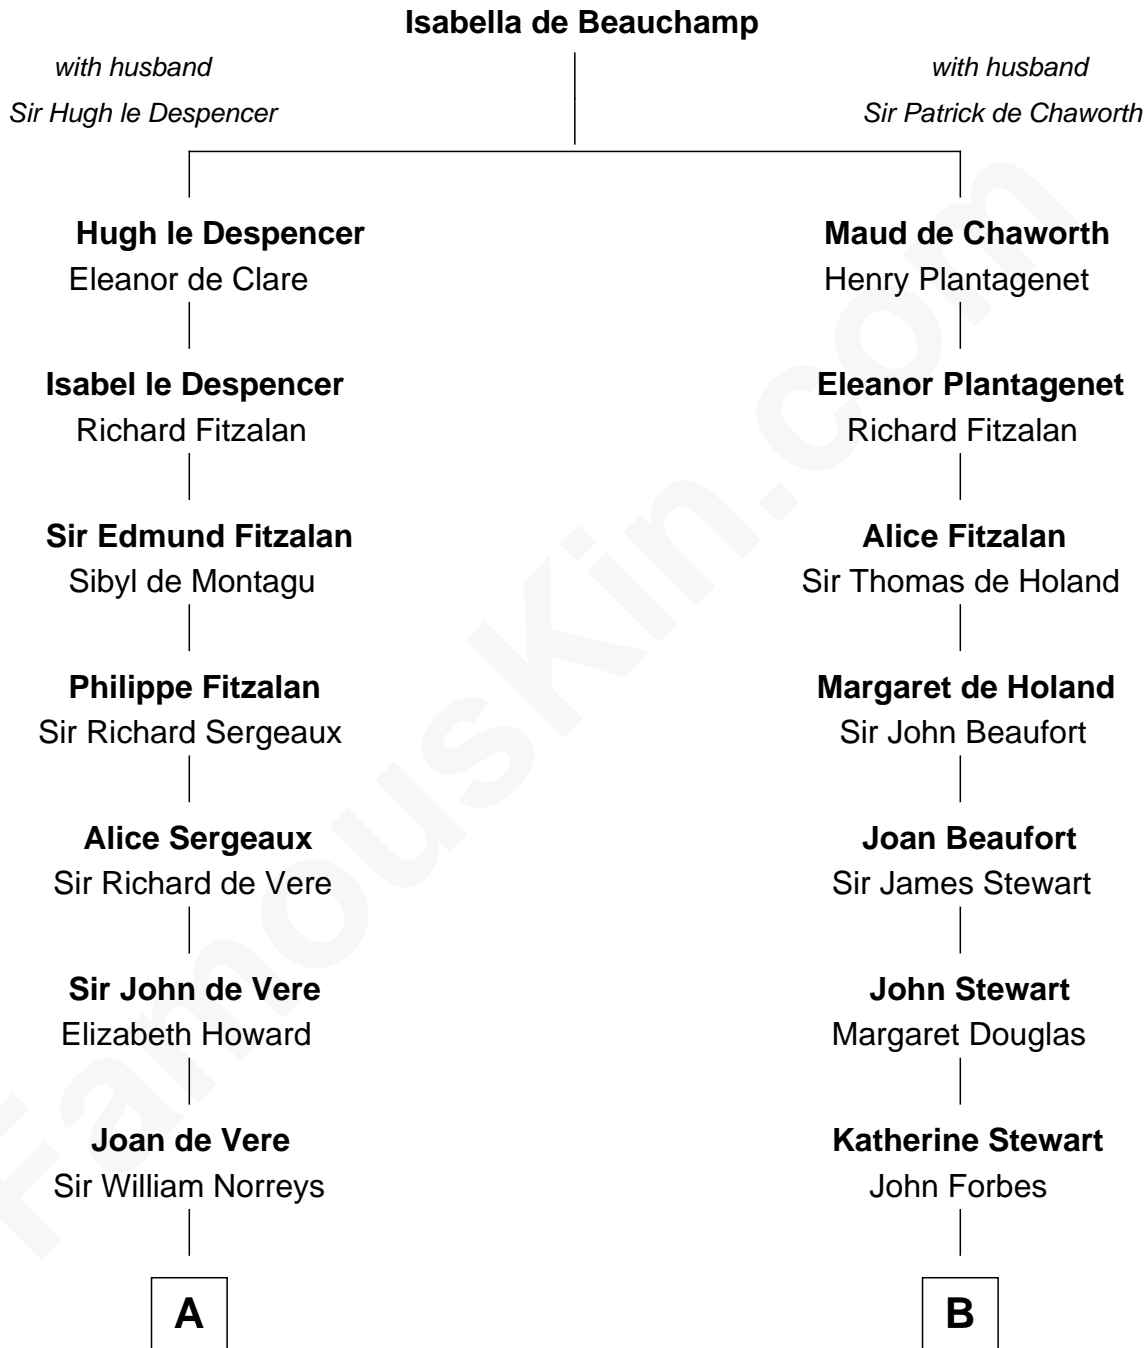 Isabella de Beauchamp
with husband
Sir Hugh le Despencer
with husband
Sir Patrick de Chaworth
Hugh le Despencer
Eleanor de Clare
Maud de Chaworth
Henry Plantagenet
Isabel le Despencer
Richard Fitzalan
Eleanor Plantagenet
Richard Fitzalan
Sir Edmund Fitzalan
Sibyl de Montagu
Alice Fitzalan
Sir Thomas de Holand
Philippe Fitzalan
Sir Richard Sergeaux
Margaret de Holand
Sir John Beaufort
Alice Sergeaux
Sir Richard de Vere
Joan Beaufort
Sir James Stewart
Sir John de Vere
Elizabeth Howard
John Stewart
Margaret Douglas
Joan de Vere
Sir William Norreys
Katherine Stewart
John Forbes
A
B
FamousKin.com